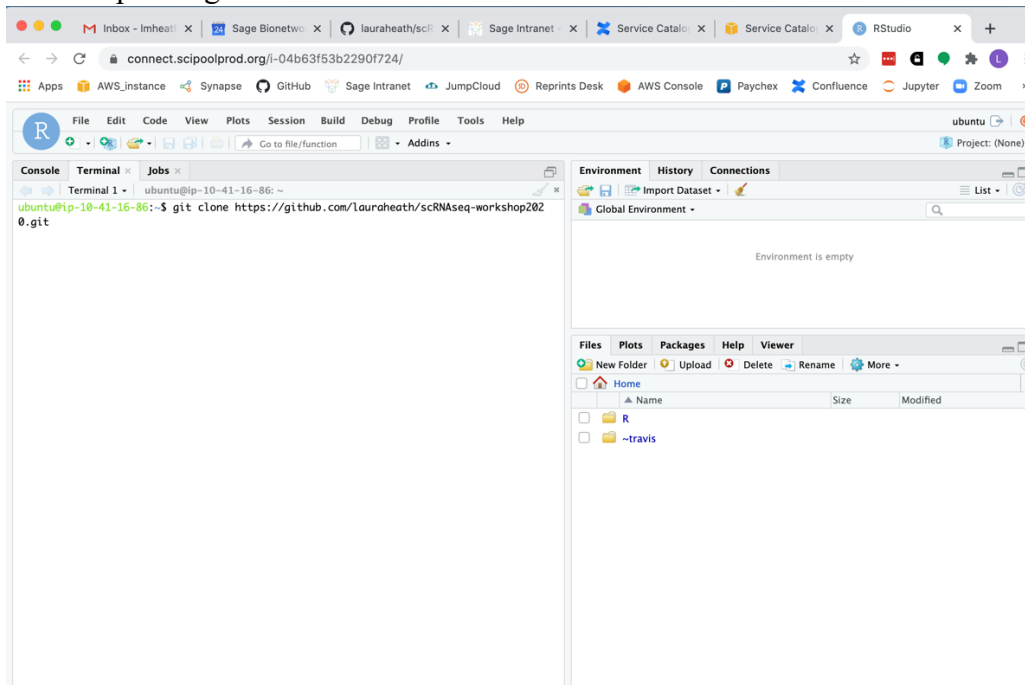 Inbox - lmheath
Sage Bionetwo
lauraheath/scR
Sage Intranet -
Service Catalo
Service Catalo
RStudio
connect.scipoolprod.org/i-04b63f53b2290f724/
L
Apps AWS_instance Synapse GitHub Sage Intranet JumpCloud Reprints Desk AWS Console Paychex Confluence Jupyter Zoom
R
File Edit Code View Plots Session Build Debug Profile Tools Help
ubuntu
Go to file/function
Addins
Project: (None)
Console Terminal Jobs
Terminal 1 ubuntu@ip-10-41-16-86: ~
ubuntu@ip-10-41-16-86:~$ git clone https://github.com/lauraheath/scRNAseq-workshop202
0.git
Environment History Connections
Import Dataset
List
Global Environment
Environment is empty
Files Plots Packages Help Viewer
New Folder Upload Delete Rename More
Home
Name Size Modified
R
~travis